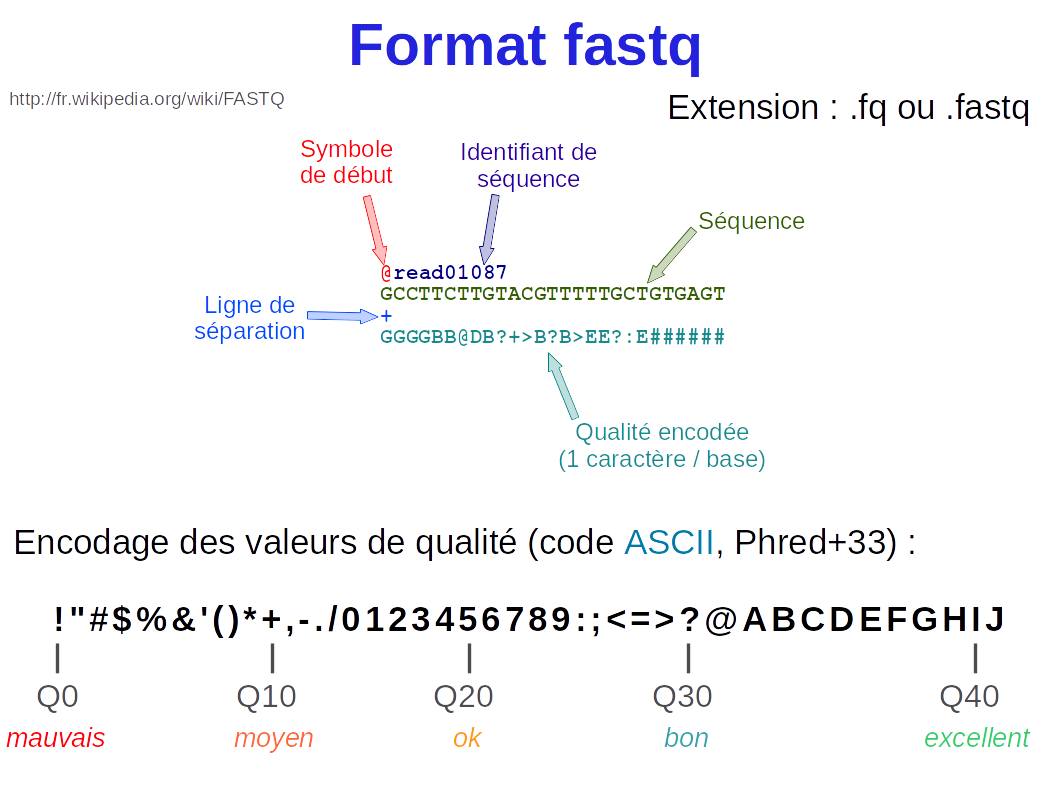 Format fastq
http://fr.wikipedia.org/wiki/FASTQ
Extension : .fq ou .fastq
Symbole
de début
Identifiant de
séquence
Séquence
@read01087
GCCTTCTTGTACGTTTTTGCTGTGAGT
Ligne de
séparation
+
GGGGBB@DB?+>B?B>EE?:E######
Qualité encodée
(1 caractère / base)
Encodage des valeurs de qualité (code ASCII, Phred+33) :
!"#$%&'()*+,-./0123456789:;<=>?@ABCDEFGHIJ
Q0 Q10 Q20 Q30 Q40
mauvais moyen ok bon excellent